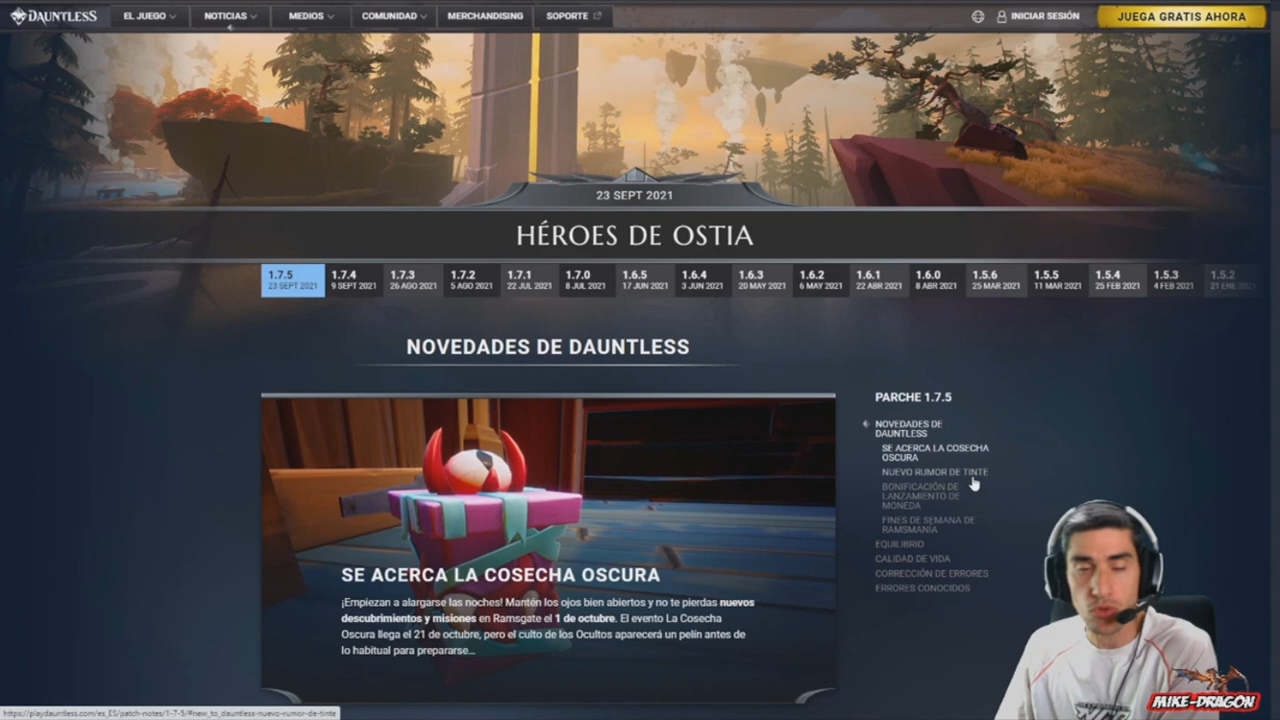 DAUNTLESS
EL JUEGO
NOTICIAS
MEDIOS
COMUNIDAD
MERCHANDISING
SOPORTE
INICIAR SESIÓN
JUEGA GRATIS AHORA
23 SEPT 2021
HÉROES DE OSTIA
1.7.5
23 SEPT 2021
1.7.4
9 SEPT 2021
1.7.3
26 AGO 2021
1.7.2
5 AGO 2021
1.7.1
22 JUL 2021
1.7.0
8 JUL 2021
1.6.5
17 JUN 2021
1.6.4
3 JUN 2021
1.6.3
20 MAY 2021
1.6.2
6 MAY 2021
1.6.1
22 ABR 2021
1.6.0
8 ABR 2021
1.5.6
25 MAR 2021
1.5.5
11 MAR 2021
1.5.4
25 FEB 2021
1.5.3
4 FEB 2021
1.5.2
21 ENE 2021
NOVEDADES DE DAUNTLESS
SE ACERCA LA COSECHA OSCURA
¡Empiezan a alargarse las noches! Mantén los ojos bien abiertos y no te pierdas nuevos
descubrimientos y misiones en Ramsgate el 1 de octubre. El evento La Cosecha
Oscura llega el 21 de octubre, pero el culto de los Ocultos aparecerá un pelín antes de
lo habitual para prepararse...
PARCHE 1.7.5
NOVEDADES DE
DAUNTLESS
SE ACERCA LA COSECHA
OSCURA
NUEVO RUMOR DE TINTE
BONIFICACIÓN DE
LANZAMIENTO DE
MONEDA
FINES DE SEMANA DE
RAMSMANÍA
EQUILIBRIO
CALIDAD DE VIDA
CORRECCIÓN DE ERRORES
ERRORES CONOCIDOS
https://playdauntless.com/es_ES/patch-notes/1-7-5/#new_to_dauntless-nuevo-rumor-de-tinte
MIKE-DRAGON